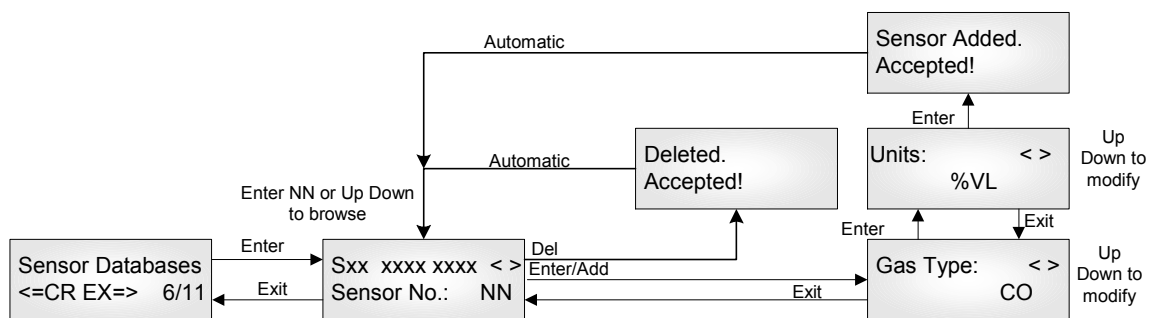 Automatic
Sensor Added.
Accepted!
Enter
Automatic
Deleted.
Accepted!
Units: < >
%VL
Up
Down to
modify
Enter NN or Up Down
to browse
Enter
Exit
Sensor Databases
<=CR EX=> 6/11
Enter
Exit
Sxx xxxx xxxx < >
Sensor No.: NN
Del
Enter/Add
Exit
Gas Type: < >
CO
Up
Down to
modify